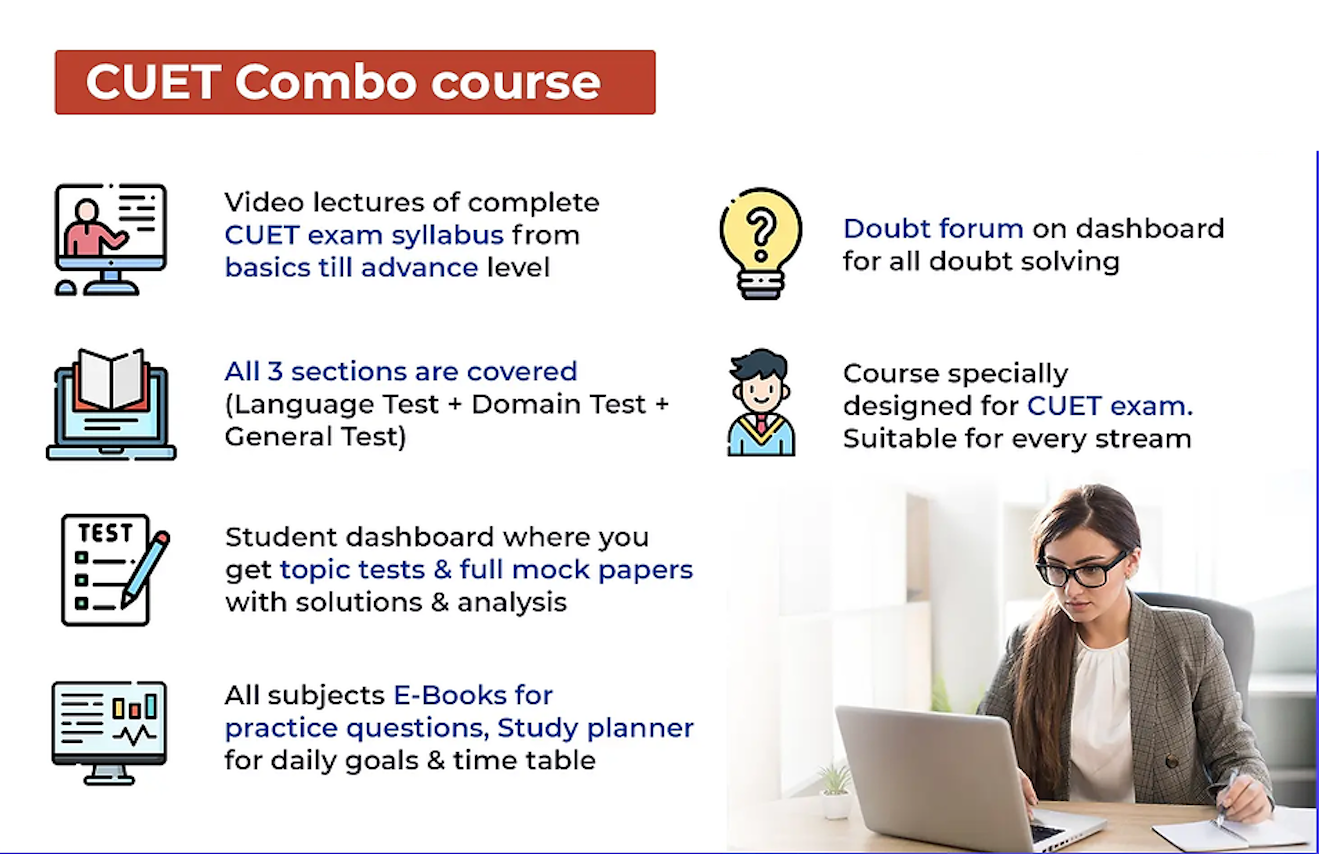 CUET Combo course
Video lectures of complete
CUET exam syllabus from
basics till advance level
All 3 sections are covered
(Language Test + Domain Test +
General Test)
TEST
Student dashboard where you
get topic tests & full mock papers
with solutions & analysis
All subjects E-Books for
practice questions, Study planner
for daily goals & time table
?
Doubt forum on dashboard
for all doubt solving
Course specially
designed for CUET exam.
Suitable for every stream